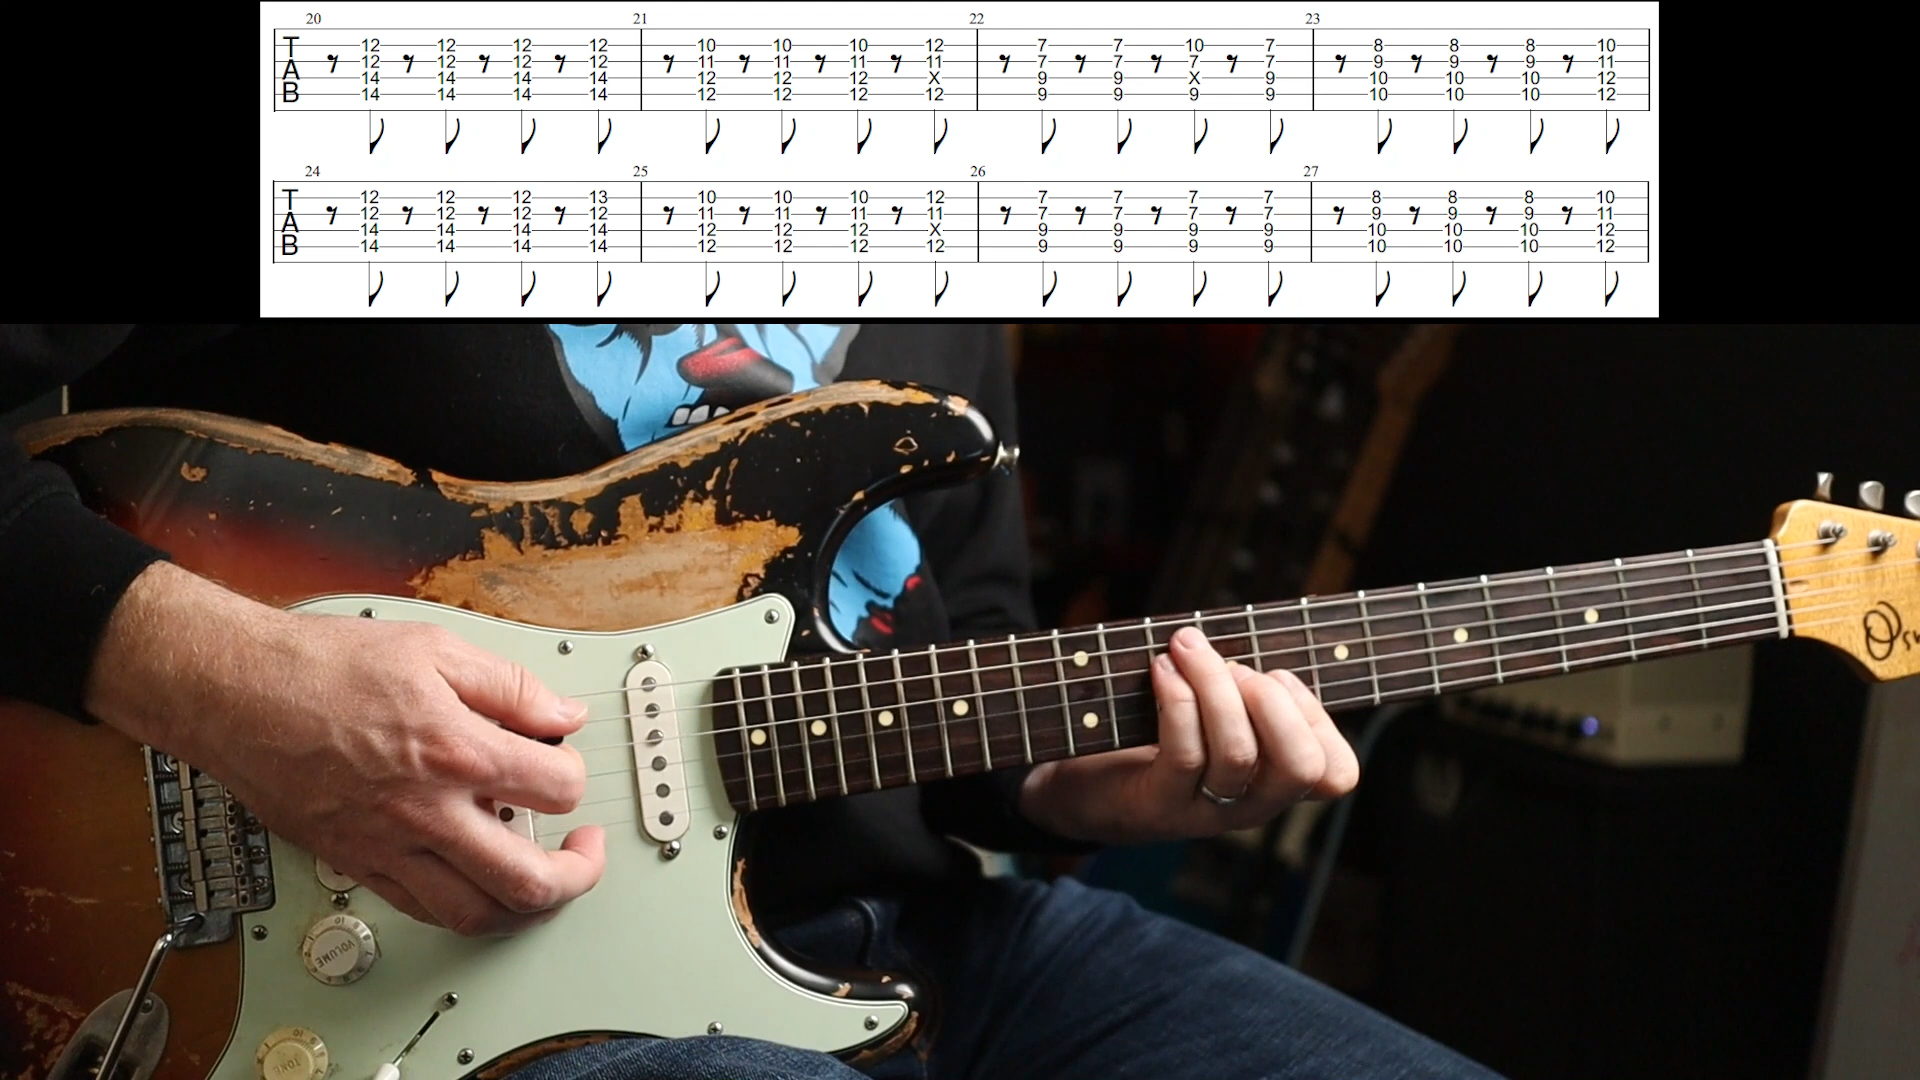 20 21 22 23
T 12 12 12 12 10 10 10 12 7 7 10 7 8 8 8 10
A 12 12 12 12 11 11 11 11 7 7 7 7 9 9 9 11
14 14 14 14 12 12 12 X 9 9 X 9 10 10 10 12
B 14 14 14 14 12 12 12 12 9 9 9 9 10 10 10 12
24 25 26 27
T 12 12 12 13 10 10 10 12 7 7 7 7 8 8 8 10
A 12 12 12 12 11 11 11 11 7 7 7 7 9 9 9 11
14 14 14 14 12 12 12 X 9 9 9 9 10 10 10 12
B 14 14 14 14 12 12 12 12 9 9 9 9 10 10 10 12
VOLUME
10
TONE